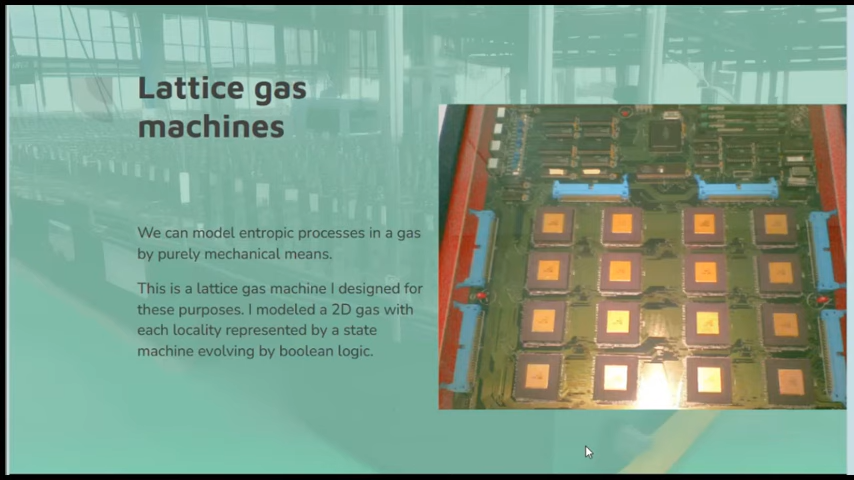 Lattice gas
machines
We can model entropic processes in a gas
by purely mechanical means.
This is a lattice gas machine I designed for
these purposes. I modeled a 2D gas with
each locality represented by a state
machine evolving by boolean logic.